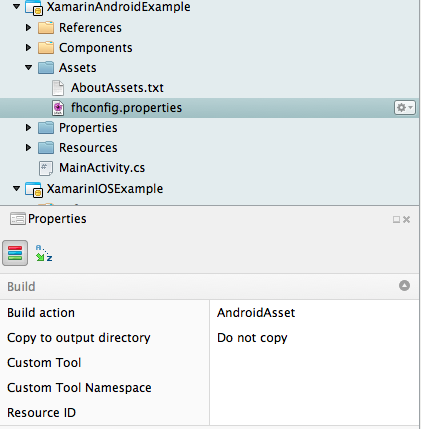 XamarinAndroidExample
References
Components
Assets
AboutAssets.txt
fhconfig.properties
Properties
Resources
MainActivity.cs
XamarinIOSExample
Properties
Build
Build action AndroidAsset
Copy to output directory Do not copy
Custom Tool
Custom Tool Namespace
Resource ID